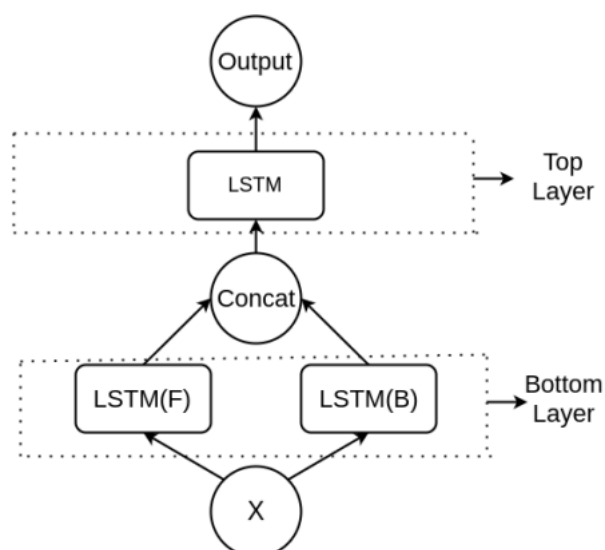 Output
LSTM
Top
Layer
Concat
LSTM(F)
LSTM(B)
Bottom
Layer
X